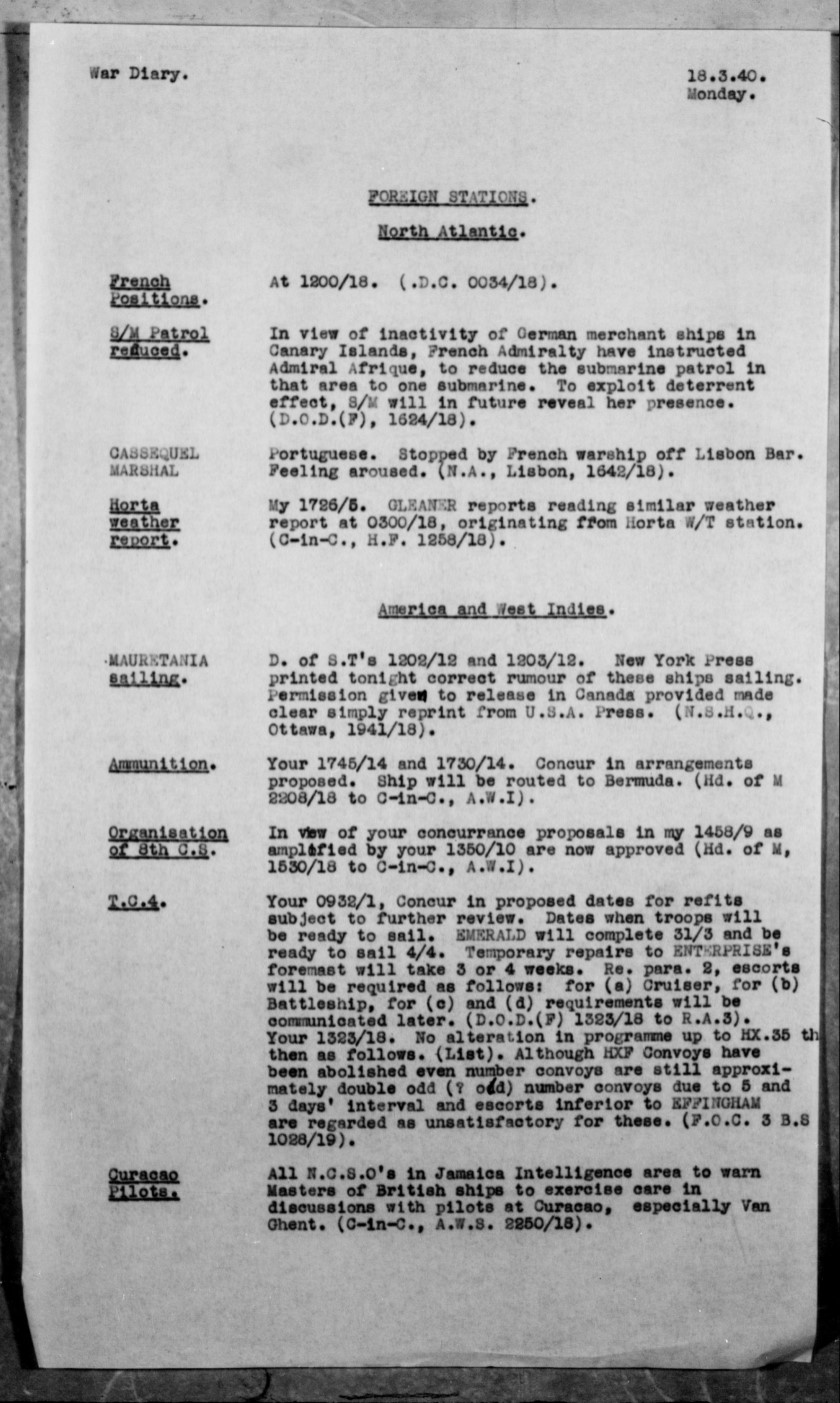 War Diary.
18.3.40.
Monday.
FOREIGN STATIONS.
North Atlantic.
French
Positions.
At 1200/18. (.D.C. 0034/18).
S/M Patrol
reduced.
In view of inactivity of German merchant ships in
Canary Islands, French Admiralty have instructed
Admiral Afrique, to reduce the submarine patrol in
that area to one submarine. To exploit deterrent
effect, S/M will in future reveal her presence.
(D.O.D.(F), 1624/18).
CASSEQUEL
MARSHAL
Portuguese. Stopped by French warship off Lisbon Bar.
Feeling aroused. (N.A., Lisbon, 1642/18).
Horta
weather
report.
My 1726/5. GLEANER reports reading similar weather
report at 0300/18, originating ffom Horta W/T station.
(C-in-C., H.F. 1258/18).
America and West Indies.
MAURETANIA
sailing.
D. of S.T's 1202/12 and 1203/12. New York Press
printed tonight correct rumour of these ships sailing.
Permission given to release in Canada provided made
clear simply reprint from U.S.A. Press. (N.S.H.Q.,
Ottawa, 1941/18).
Ammunition.
Your 1745/14 and 1730/14. Concur in arrangements
proposed. Ship will be routed to Bermuda. (Hd. of M
2208/18 to C-in-C., A.W.I).
Organisation
of 8th C.S.
In view of your concurrance proposals in my 1458/9 as
amplified by your 1350/10 are now approved (Hd. of M,
1530/18 to C-in-C., A.W.I).
T.C.4.
Your 0932/1, Concur in proposed dates for refits
subject to further review. Dates when troops will
be ready to sail. EMERALD will complete 31/3 and be
ready to sail 4/4. Temporary repairs to ENTERPRISE's
foremast will take 3 or 4 weeks. Re. para. 2, escorts
will be required as follows: for (a) Cruiser, for (b)
Battleship, for (c) and (d) requirements will be
communicated later. (D.O.D.(F) 1323/18 to R.A.3).
Your 1323/18. No alteration in programme up to HX.35 th
then as follows. (List). Although HXF Convoys have
been abolished even number convoys are still approxi-
mately double odd (? odd) number convoys due to 5 and
3 days' interval and escorts inferior to EFFINGHAM
are regarded as unsatisfactory for these. (F.O.C. 3 B.S
1028/19).
Curacao
Pilots.
All N.C.S.O's in Jamaica Intelligence area to warn
Masters of British ships to exercise care in
discussions with pilots at Curacao, especially Van
Ghent. (C-in-C., A.W.S. 2250/18).